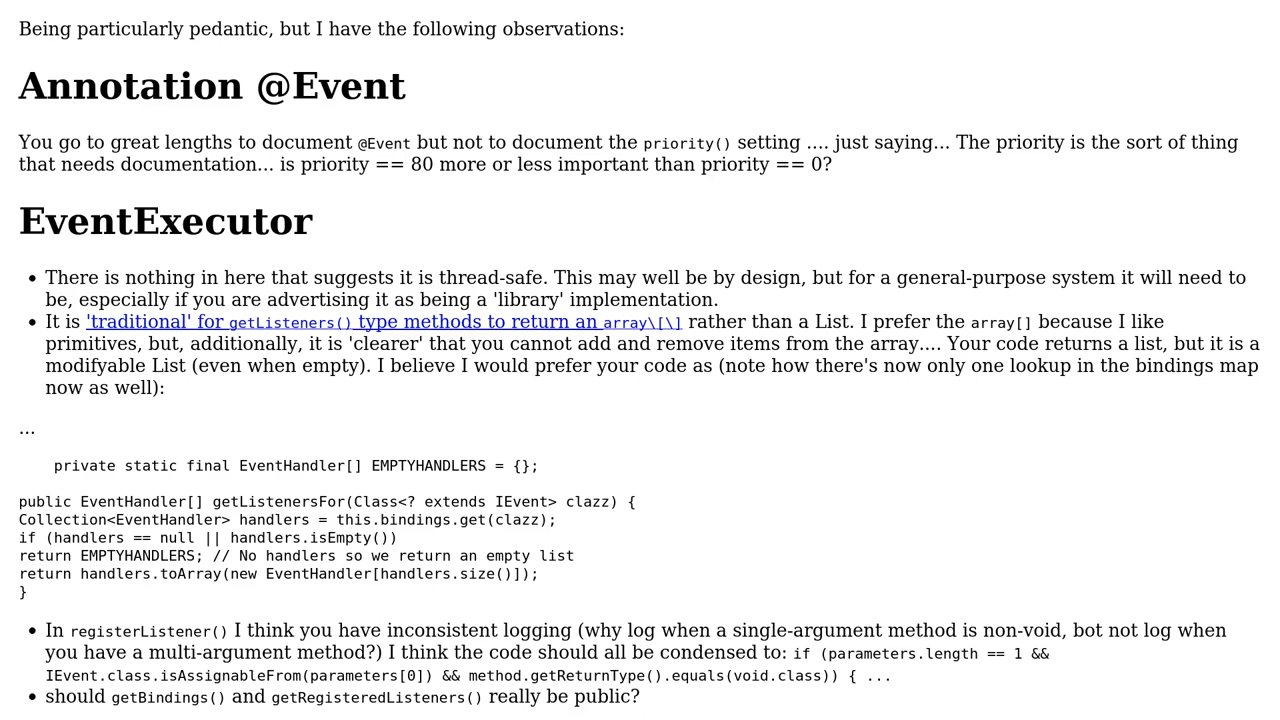 Being particularly pedantic, but I have the following observations:
Annotation @Event
You go to great lengths to document @Event but not to document the priority() setting .... just saying... The priority is the sort of thing
that needs documentation... is priority == 80 more or less important than priority == 0?
EventExecutor
• There is nothing in here that suggests it is thread-safe. This may well be by design, but for a general-purpose system it will need to
be, especially if you are advertising it as being a 'library' implementation.
• It is 'traditional' for getListeners() type methods to return an array\[\] rather than a List. I prefer the array[] because I like
primitives, but, additionally, it is 'clearer' that you cannot add and remove items from the array.... Your code returns a list, but it is a
modifyable List (even when empty). I believe I would prefer your code as (note how there's now only one lookup in the bindings map
now as well):
...
private static final EventHandler[] EMPTYHANDLERS = {};
public EventHandler[] getListenersFor(Class<? extends IEvent> clazz) {
Collection<EventHandler> handlers = this.bindings.get(clazz);
if (handlers == null || handlers.isEmpty())
return EMPTYHANDLERS; // No handlers so we return an empty list
return handlers.toArray(new EventHandler[handlers.size()]);
}
• In registerListener() I think you have inconsistent logging (why log when a single-argument method is non-void, bot not log when
you have a multi-argument method?) I think the code should all be condensed to: if (parameters.length == 1 &&
IEvent.class.isAssignableFrom(parameters[0]) && method.getReturnType().equals(void.class)) { ...
• should getBindings() and getRegisteredListeners() really be public?